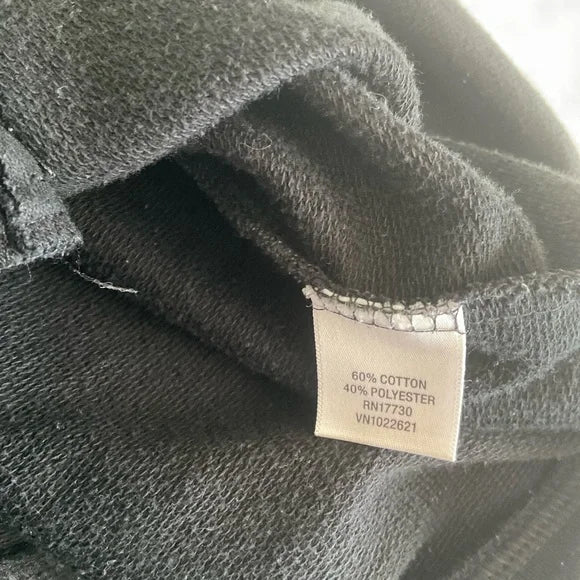 60% COTTON
40% POLYESTER
RN17730
VN1022621